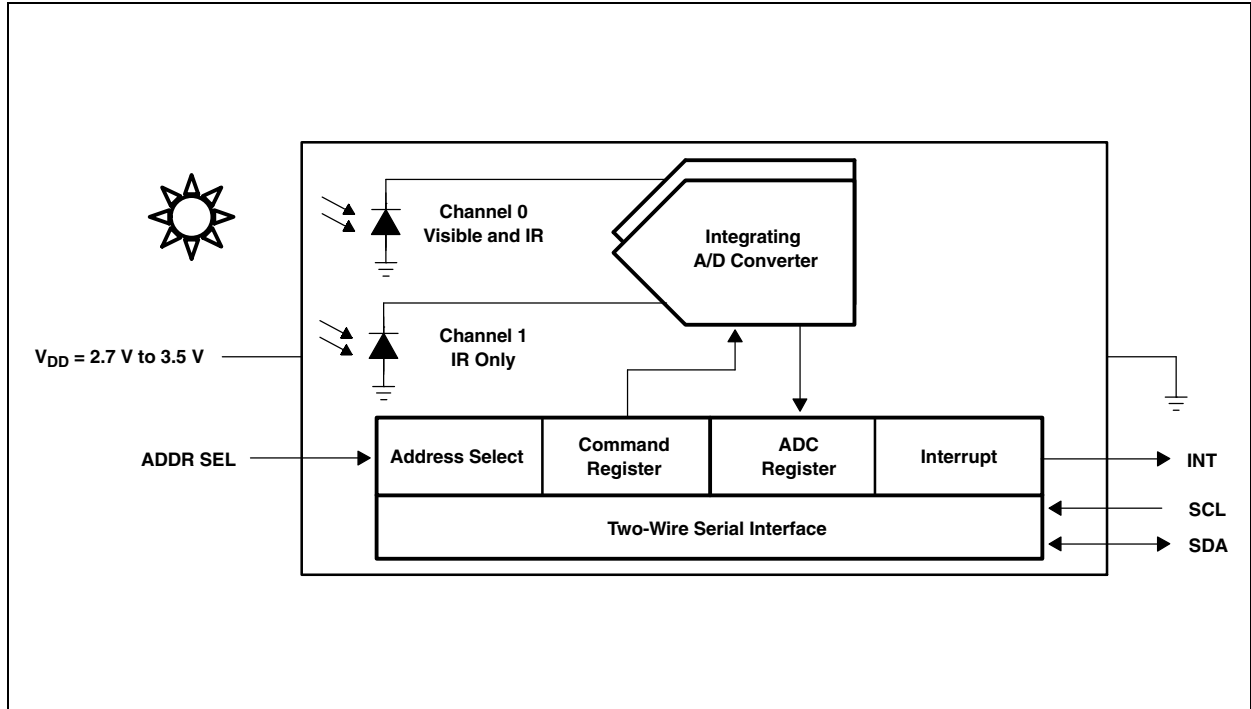 Channel 0
Visible and IR
Integrating
A/D Converter
Channel 1
IR Only
VDD = 2.7 V to 3.5 V
ADDR SEL
Address Select
Command
Register
ADC
Register
Interrupt
INT
SCL
Two-Wire Serial Interface
SDA